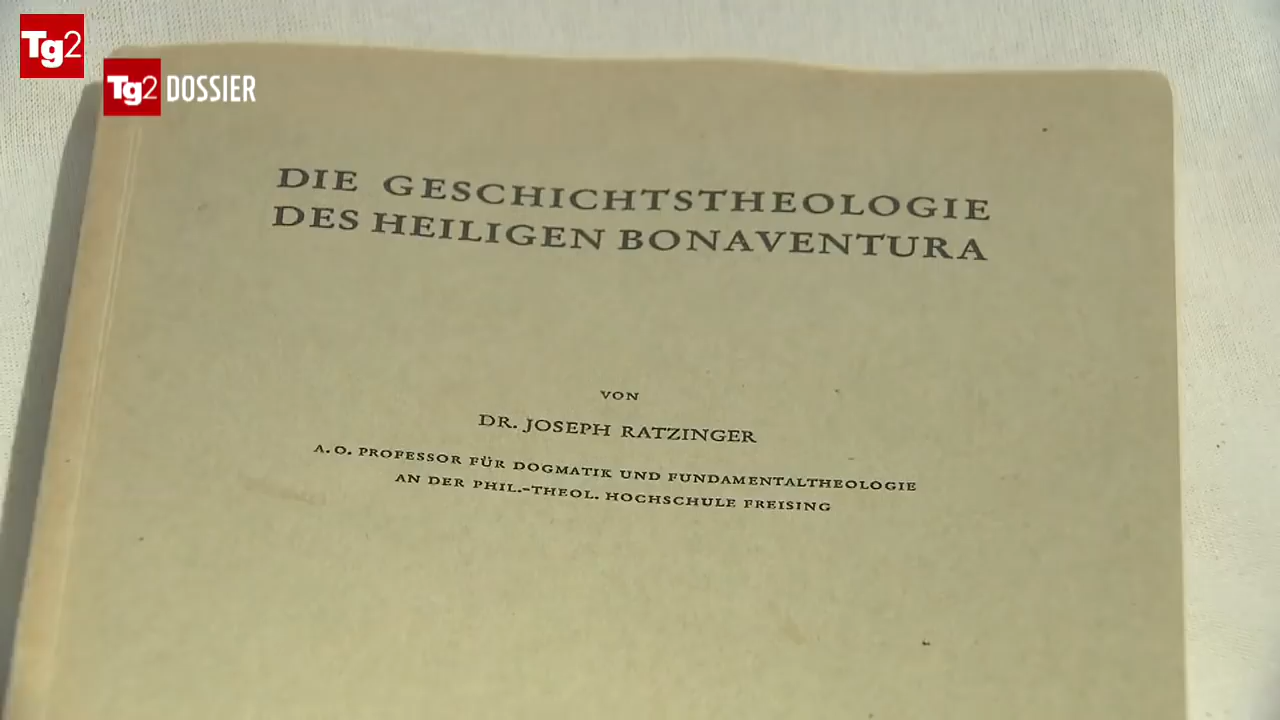 Tg2
Tg2 DOSSIER
DIE GESCHICHTSTHEOLOGIE
DES HEILIGEN BONAVENTURA
VON
DR. JOSEPH RATZINGER
A. O. PROFESSOR FÜR DOGMATIK UND FUNDAMENTALTHEOLOGIE
AN DER PHIL.-THEOL. HOCHSCHULE FREISING